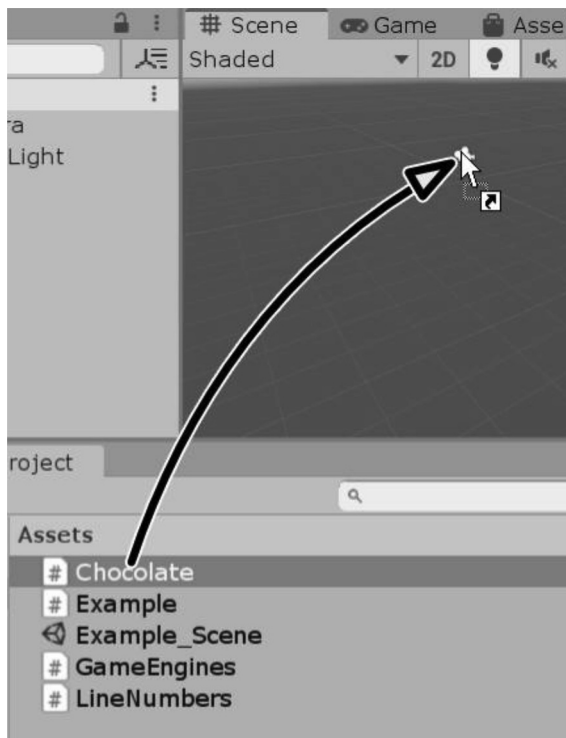 # Scene Game Asse
Shaded 2D
ra
Light
roject
Assets
# Chocolate
# Example
Example_Scene
# GameEngines
# LineNumbers